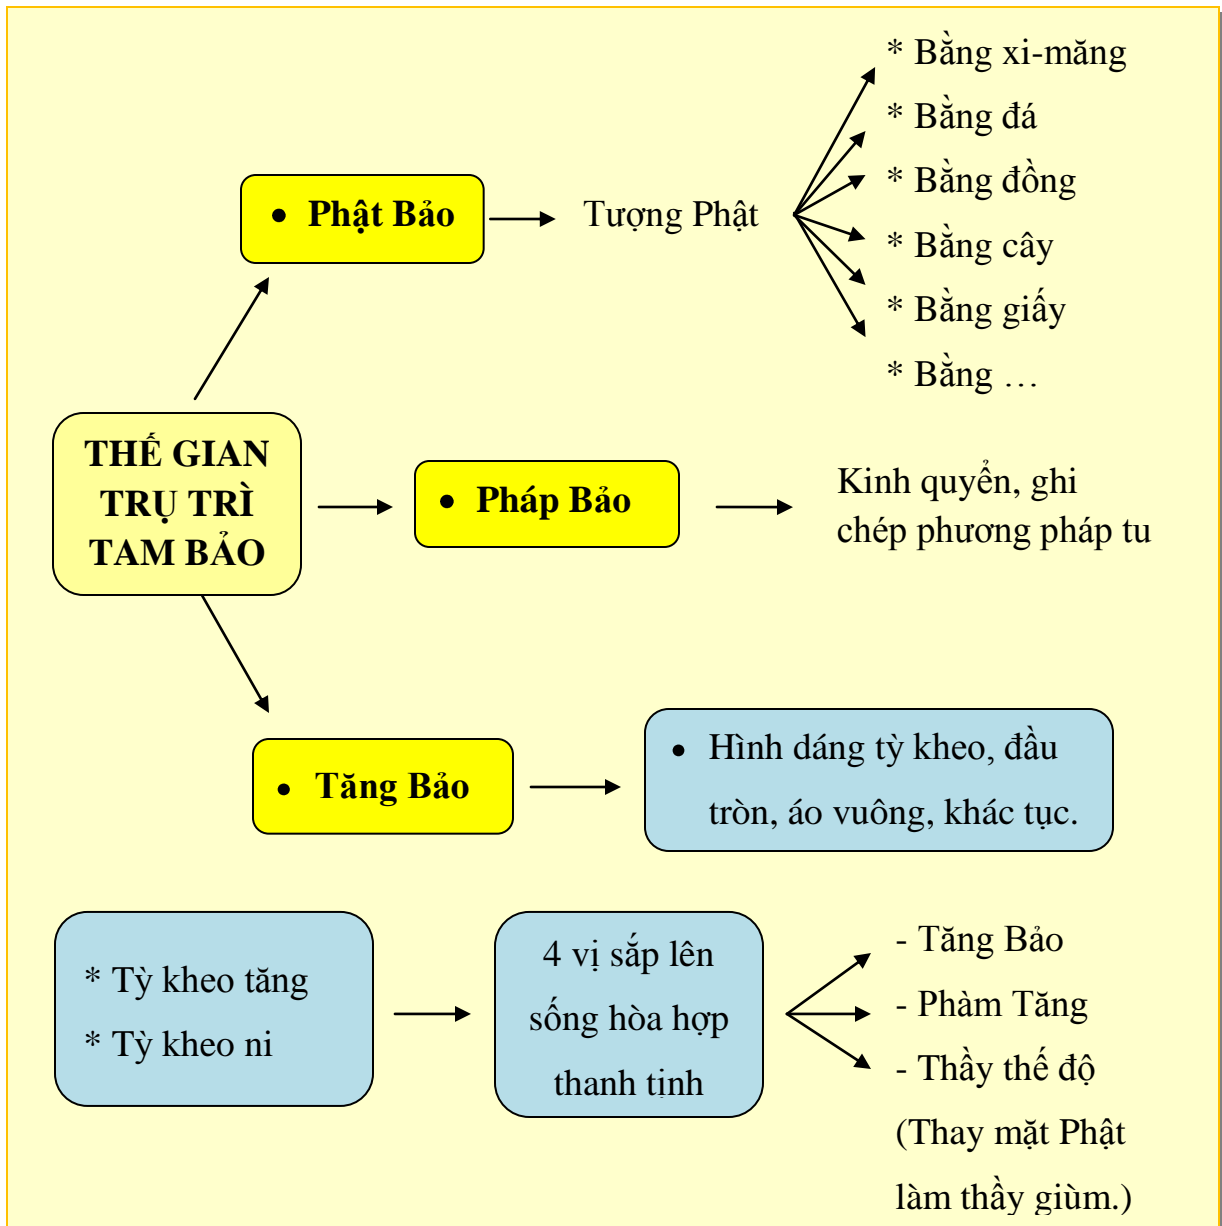 * Bằng xi-măng
* Bằng đá
* Bằng đồng
* Bằng cây
* Bằng giấy
* Bằng …
• Phật Bảo
Tượng Phật
THẾ GIAN
TRỤ TRÌ
TAM BẢO
• Pháp Bảo
Kinh quyển, ghi
chép phương pháp tu
• Tăng Bảo
• Hình dáng tỳ kheo, đầu
tròn, áo vuông, khác tục.
* Tỳ kheo tăng
* Tỳ kheo ni
4 vị sắp lên
sống hòa hợp
thanh tịnh
- Tăng Bảo
- Phàm Tăng
- Thầy thế độ
(Thay mặt Phật
làm thầy giùm.)